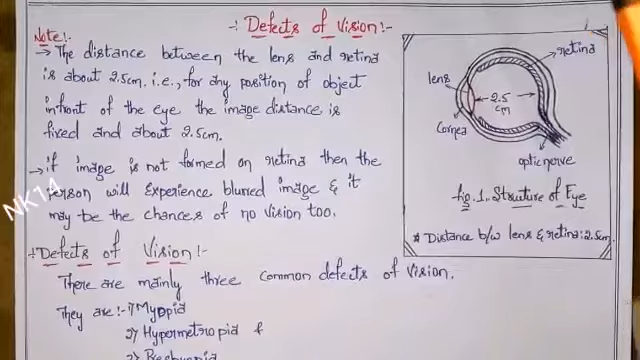 -: Defects of Vision:-
Note:-
→ The distance between the lens and retina
is about 2.5cm. i.e., for any position of object
infront of the eye the image distance is
fixed and about 2.5cm.
→ if image is not formed on retina then the
person will Experience blurred image & it
may be the chances of no vision too.
Defects of Vision:-
There are mainly three common defects of vision.
They are:- 1) Myopia
2) Hypermetropia &
3) Presbyopia
retina
lens
2.5
cm
Cornea
optic nerve
fig.1.. Structure of Eye
* Distance b/w lens & retina: 2.5cm
NK14